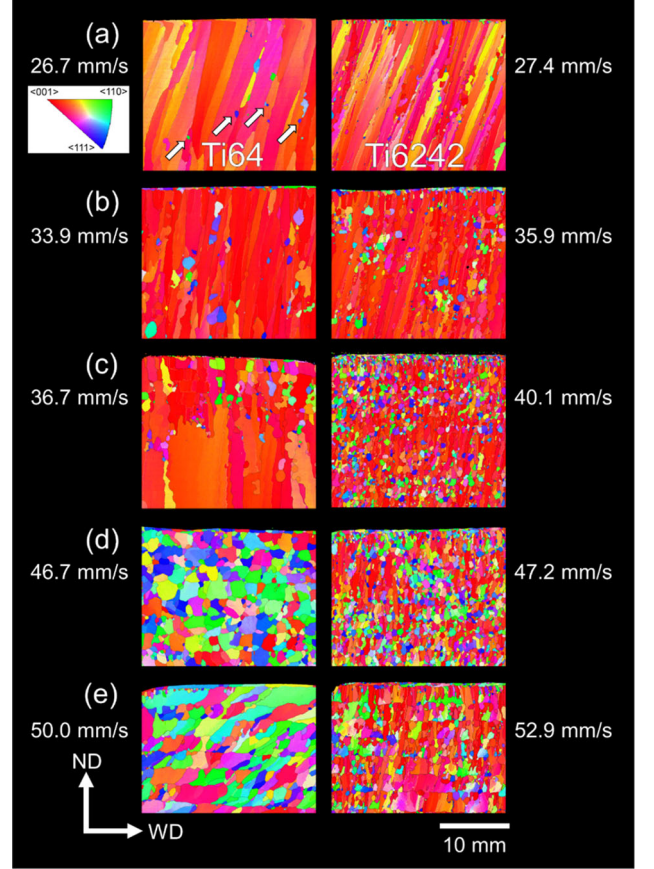 (a)
26.7 mm/s
27.4 mm/s
<001>
<110>
<111>
Ti64
Ti6242
(b)
33.9 mm/s
35.9 mm/s
(c)
36.7 mm/s
40.1 mm/s
(d)
46.7 mm/s
47.2 mm/s
(e)
50.0 mm/s
52.9 mm/s
ND
WD
10 mm